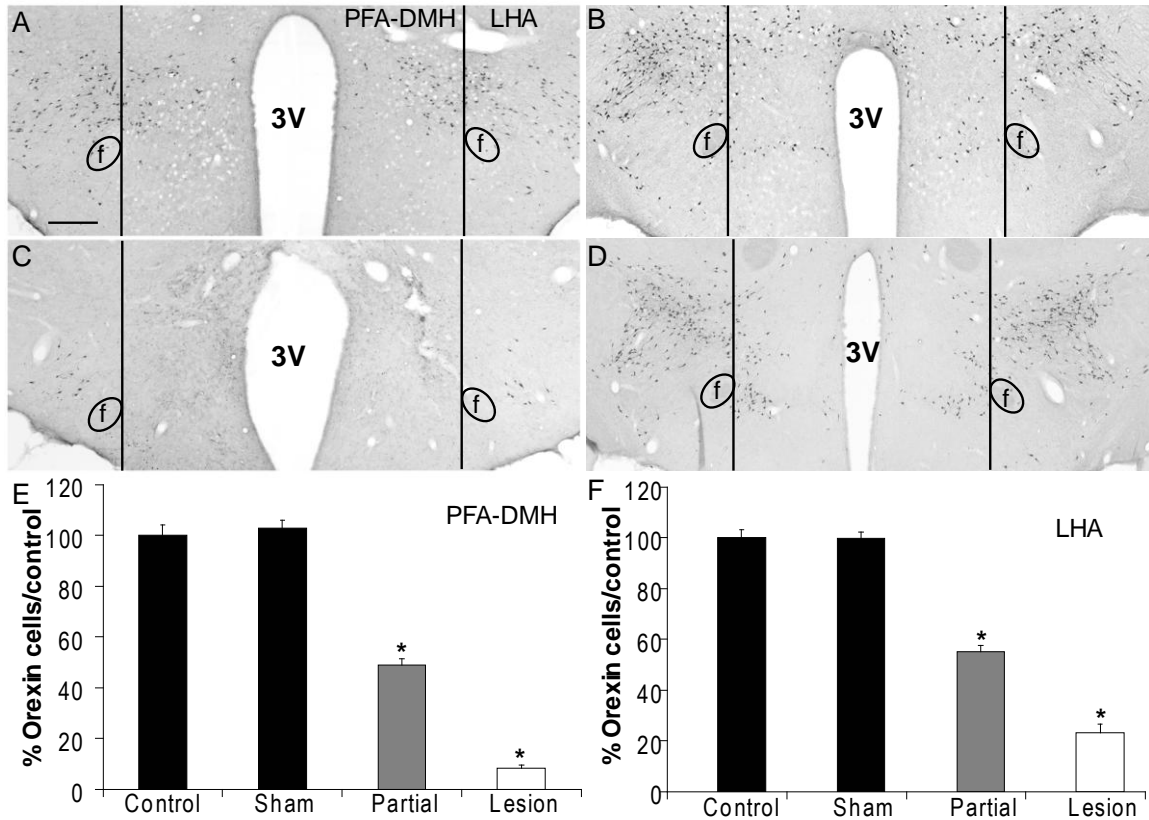 A
PFA-DMH
LHA
3V
f
f
B
3V
f
f
C
3V
f
f
D
3V
f
f
E
PFA-DMH
% Orexin cells/control
120
100
80
60
40
20
0
*
*
Control Sham Partial Lesion
F
LHA
% Orexin cells/control
120
100
80
60
40
20
0
*
*
Control Sham Partial Lesion